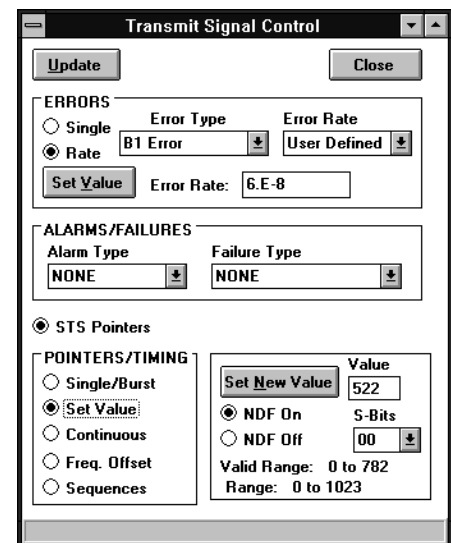 Transmit Signal Control
Update Close
ERRORS
Single
Rate
Error Type
B1 Error
Error Rate
User Defined
Set Value Error Rate: 6.E-8
ALARMS/FAILURES
Alarm Type Failure Type
NONE NONE
STS Pointers
POINTERS/TIMING
Single/Burst
Set Value
Continuous
Freq. Offset
Sequences
Value
Set New Value 522
NDF On S-Bits
NDF Off 00
Valid Range: 0 to 782
Range: 0 to 1023